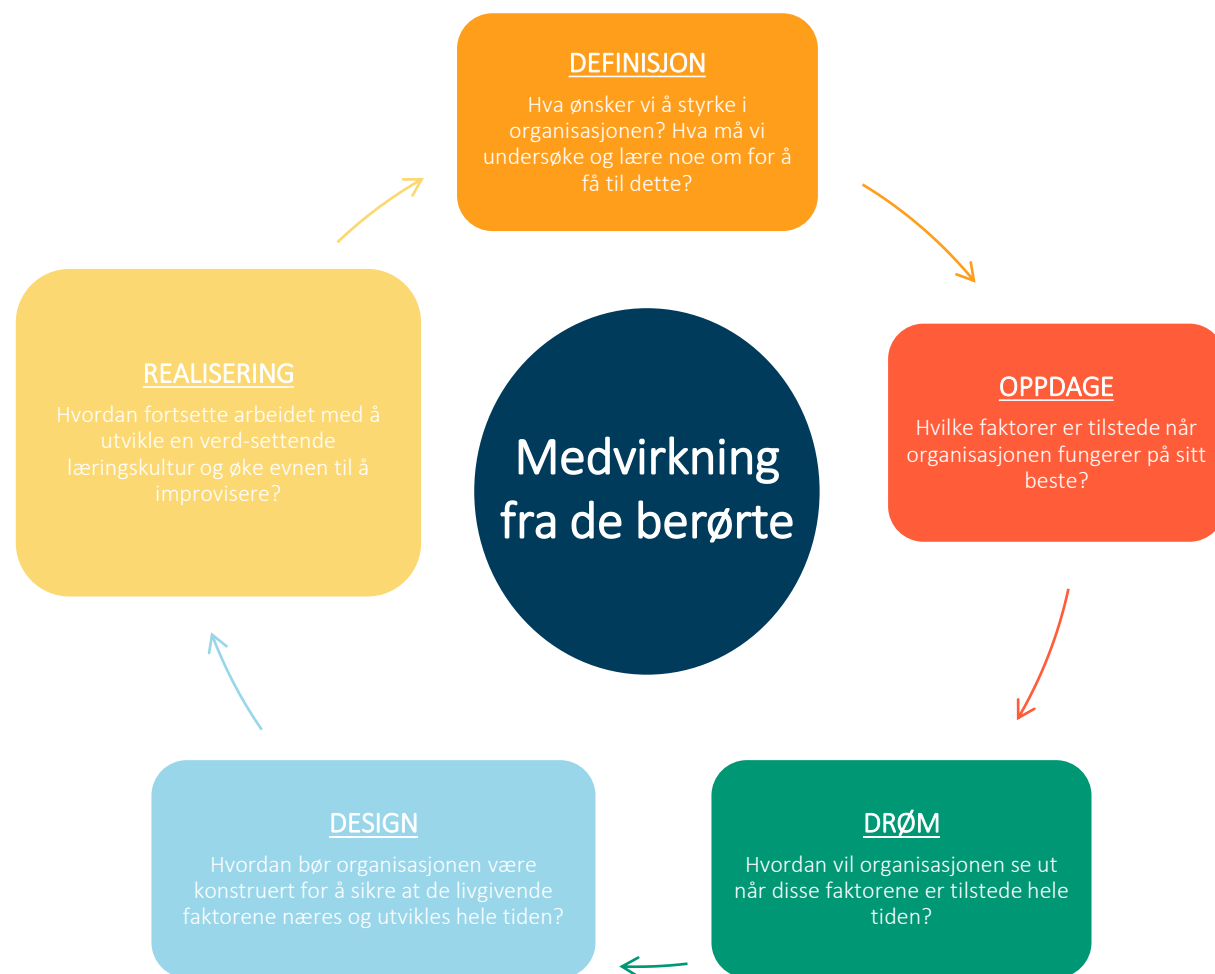 DEFINISJON
Hva ønsker vi å styrke i
organisasjonen? Hva må vi
undersøke og lære noe om for å
få til dette?
OPPDAGE
Hvilke faktorer er tilstede når
organisasjonen fungerer på sitt
beste?
DRØM
Hvordan vil organisasjonen se ut
når disse faktorene er tilstede hele
tiden?
DESIGN
Hvordan bør organisasjonen være
konstruert for å sikre at de livgivende
faktorene næres og utvikles hele tiden?
REALISERING
Hvordan fortsette arbeidet med å
utvikle en verd-settende
læringskultur og øke evnen til å
improvisere?
Medvirkning
fra de berørte